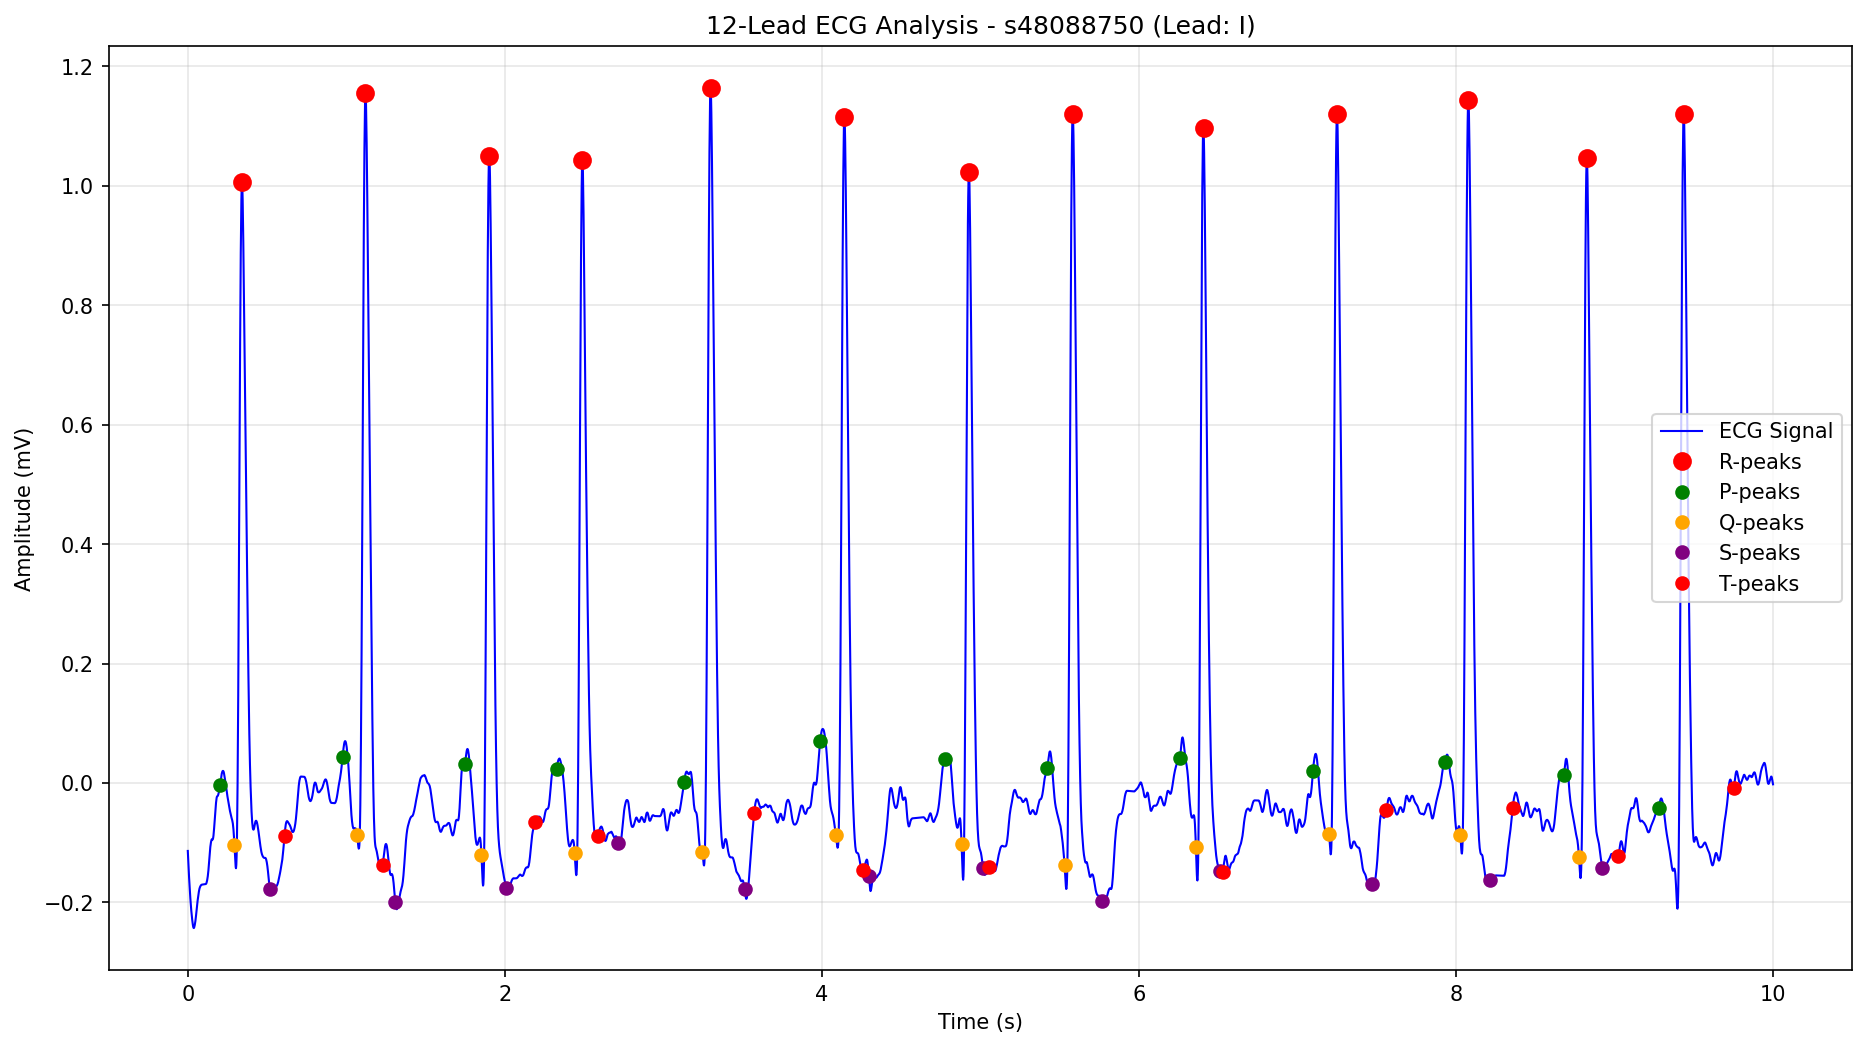 12-Lead ECG Analysis - s48088750 (Lead: I)
Amplitude (mV)
1.2
1.0
0.8
0.6
0.4
0.2
0.0
−0.2
ECG Signal
R-peaks
P-peaks
Q-peaks
S-peaks
T-peaks
0 2 4 6 8 10
Time (s)